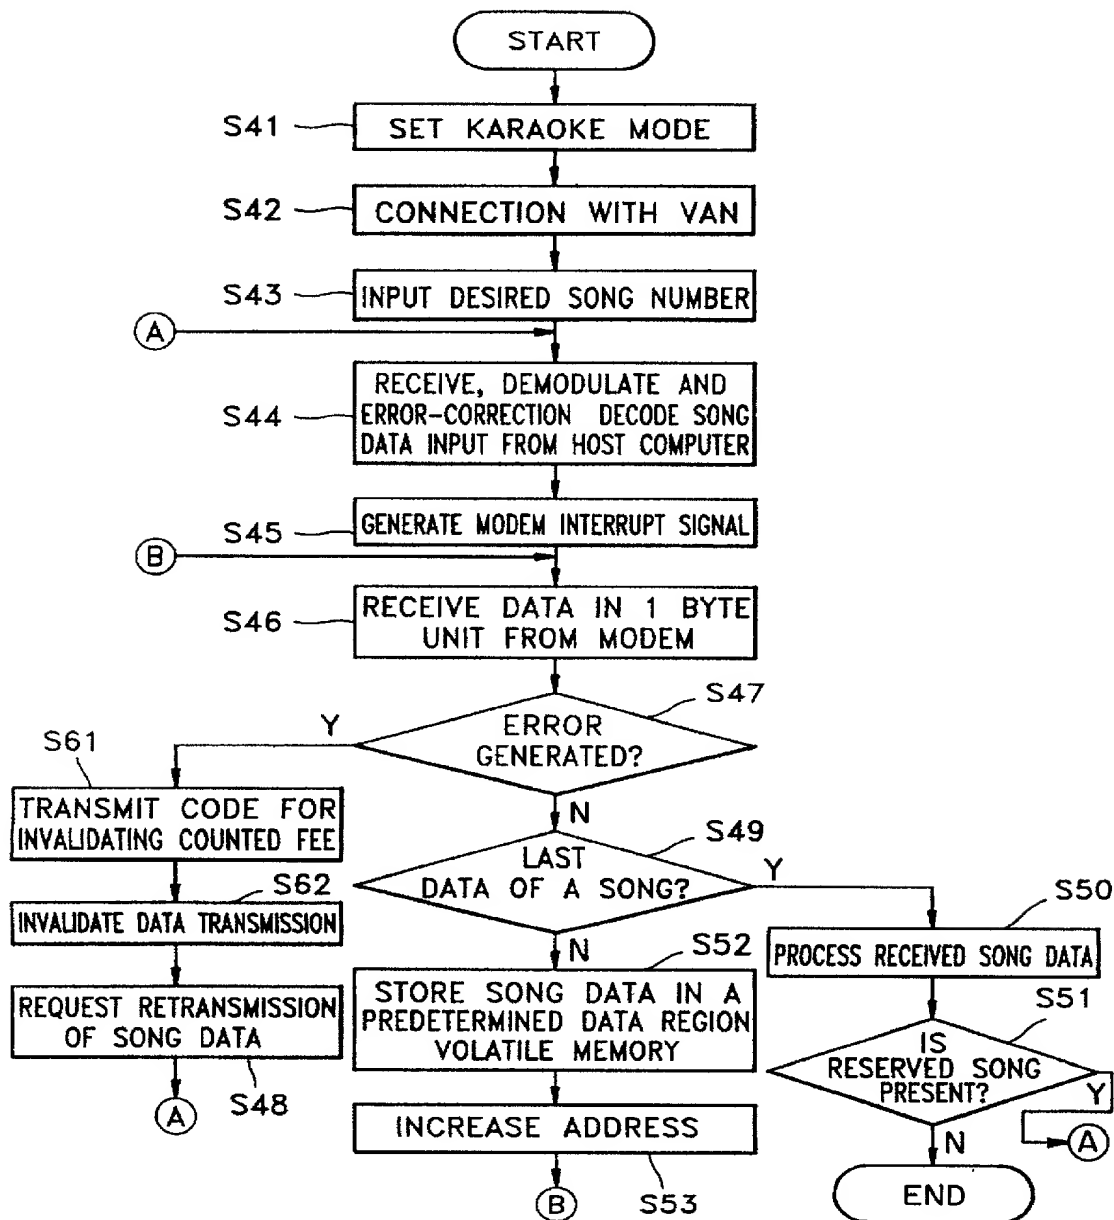 START
S41
SET KARAOKE MODE
S42
CONNECTION WITH VAN
S43
INPUT DESIRED SONG NUMBER
A
S44
RECEIVE, DEMODULATE AND
ERROR-CORRECTION DECODE SONG
DATA INPUT FROM HOST COMPUTER
S45
GENERATE MODEM INTERRUPT SIGNAL
B
S46
RECEIVE DATA IN 1 BYTE
UNIT FROM MODEM
S47
ERROR
GENERATED?
Y
N
S61
TRANSMIT CODE FOR
INVALIDATING COUNTED FEE
S62
INVALIDATE DATA TRANSMISSION
REQUEST RETRANSMISSION
OF SONG DATA
S48
A
S49
LAST
DATA OF A SONG?
Y
N
S52
STORE SONG DATA IN A
PREDETERMINED DATA REGION
VOLATILE MEMORY
INCREASE ADDRESS
S53
B
S50
PROCESS RECEIVED SONG DATA
S51
IS
RESERVED SONG
PRESENT?
Y
A
N
END